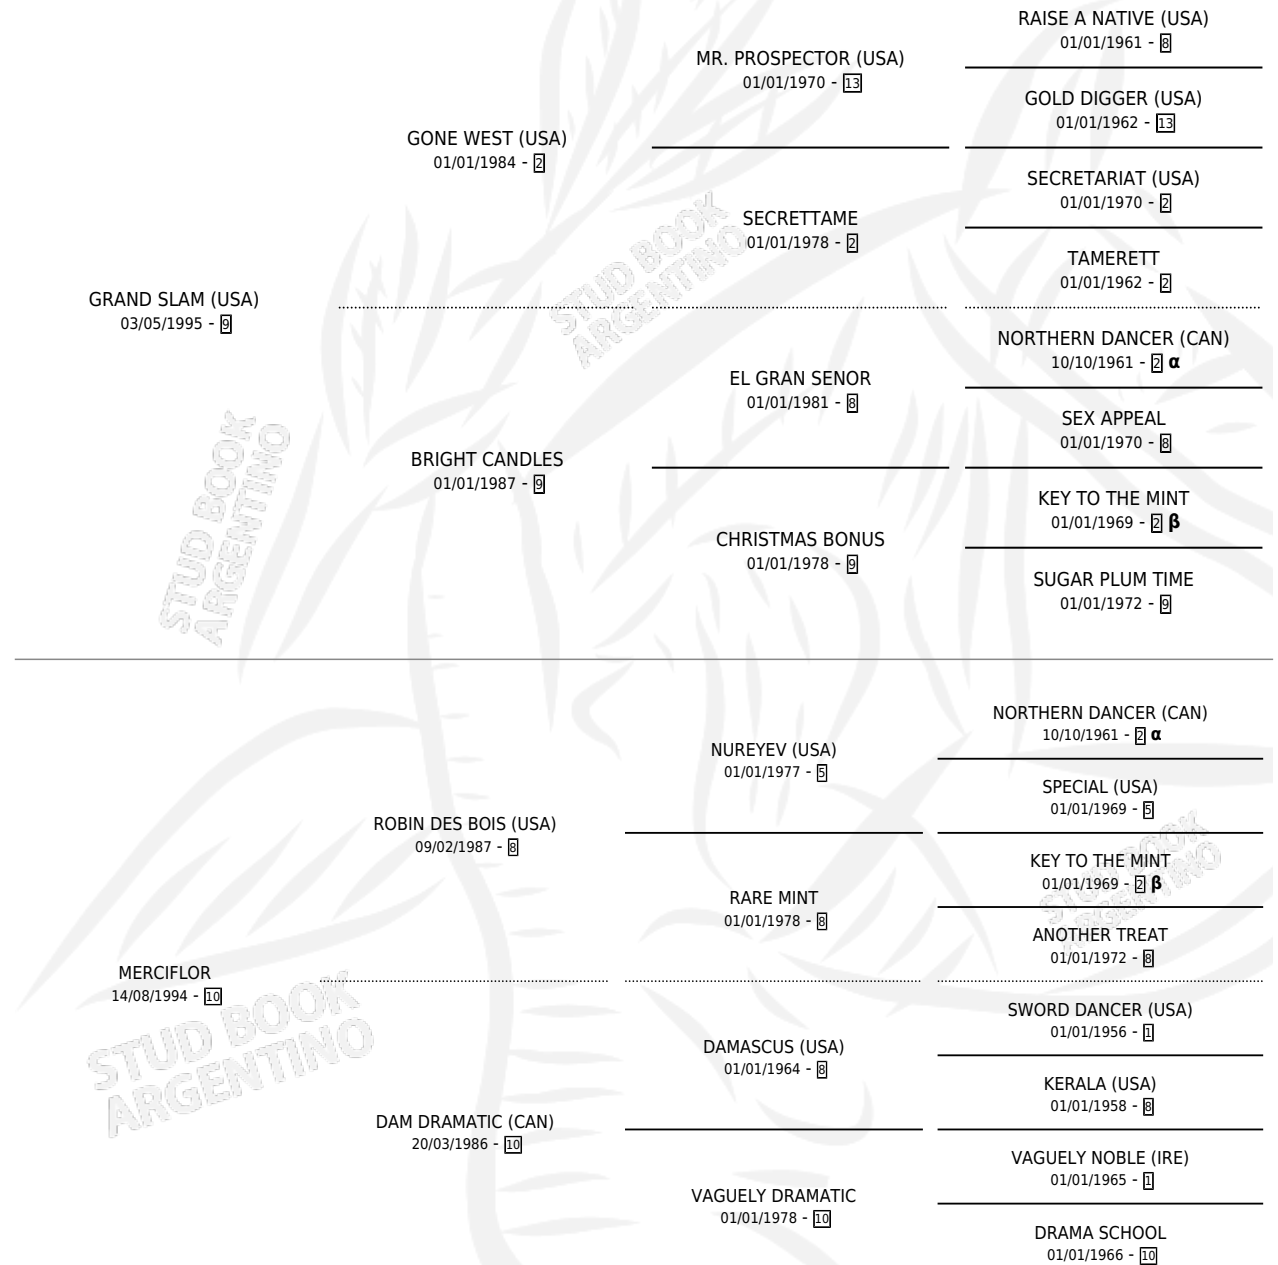 RAISE A NATIVE (USA)
01/01/1961 - 8
MR. PROSPECTOR (USA)
01/01/1970 - 13
GOLD DIGGER (USA)
01/01/1962 - 13
GONE WEST (USA)
01/01/1984 - 2
SECRETARIAT (USA)
01/01/1970 - 2
SECRETTAME
01/01/1978 - 2
TAMERETT
01/01/1962 - 2
GRAND SLAM (USA)
03/05/1995 - 9
NORTHERN DANCER (CAN)
10/10/1961 - 2 α
EL GRAN SENOR
01/01/1981 - 8
SEX APPEAL
01/01/1970 - 8
BRIGHT CANDLES
01/01/1987 - 9
KEY TO THE MINT
01/01/1969 - 2 β
CHRISTMAS BONUS
01/01/1978 - 9
SUGAR PLUM TIME
01/01/1972 - 9
NORTHERN DANCER (CAN)
10/10/1961 - 2 α
NUREYEV (USA)
01/01/1977 - 5
SPECIAL (USA)
01/01/1969 - 5
ROBIN DES BOIS (USA)
09/02/1987 - 8
KEY TO THE MINT
01/01/1969 - 2 β
RARE MINT
01/01/1978 - 8
ANOTHER TREAT
01/01/1972 - 8
MERCIFLOR
14/08/1994 - 10
SWORD DANCER (USA)
01/01/1956 - 1
DAMASCUS (USA)
01/01/1964 - 8
KERALA (USA)
01/01/1958 - 8
DAM DRAMATIC (CAN)
20/03/1986 - 10
VAGUELY NOBLE (IRE)
01/01/1965 - 1
VAGUELY DRAMATIC
01/01/1978 - 10
DRAMA SCHOOL
01/01/1966 - 10
STUD BOOK
ARGENTINO
STUD BOOK
ARGENTINO
STUD BOOK
ARGENTINO
STUD BOOK
ARGENTINO